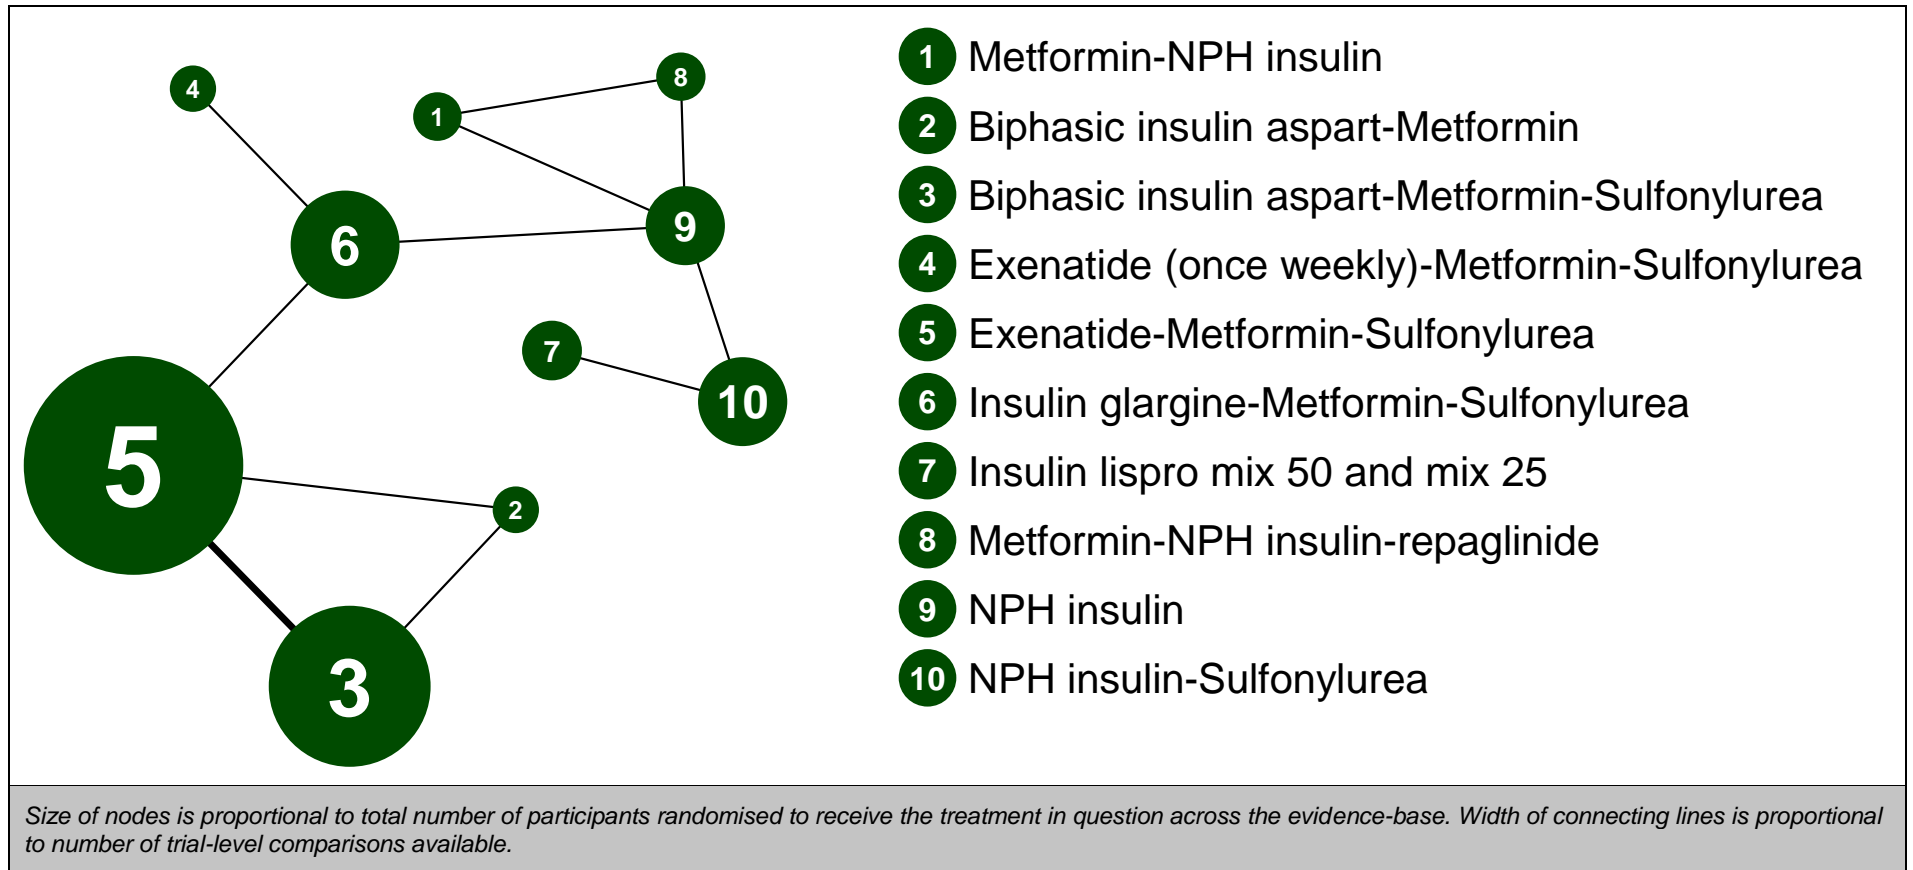 4
8
1
6
9
7
10
5
2
3
1 Metformin-NPH insulin
2 Biphasic insulin aspart-Metformin
3 Biphasic insulin aspart-Metformin-Sulfonylurea
4 Exenatide (once weekly)-Metformin-Sulfonylurea
5 Exenatide-Metformin-Sulfonylurea
6 Insulin glargine-Metformin-Sulfonylurea
7 Insulin lispro mix 50 and mix 25
8 Metformin-NPH insulin-repaglinide
9 NPH insulin
10 NPH insulin-Sulfonylurea
Size of nodes is proportional to total number of participants randomised to receive the treatment in question across the evidence-base. Width of connecting lines is proportional
to number of trial-level comparisons available.